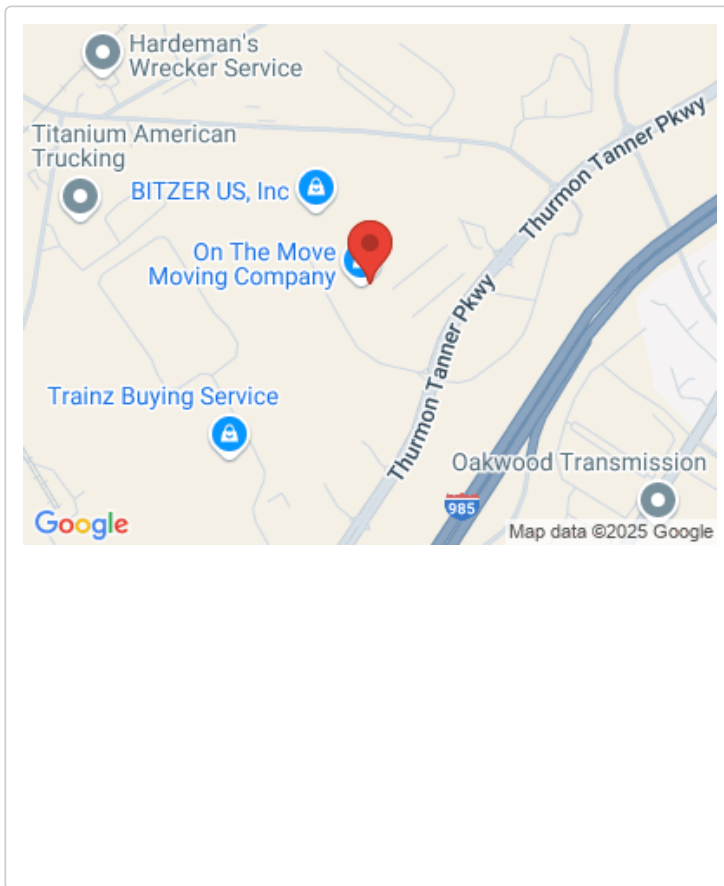 Hardeman's
Wrecker Service
Titanium American
Trucking
BITZER US, Inc
On The Move
Moving Company
Thurmon Tanner Pkwy
Thurmon Tanner Pkwy
Trainz Buying Service
Oakwood Transmission
985
Google
Map data ©2025 Google